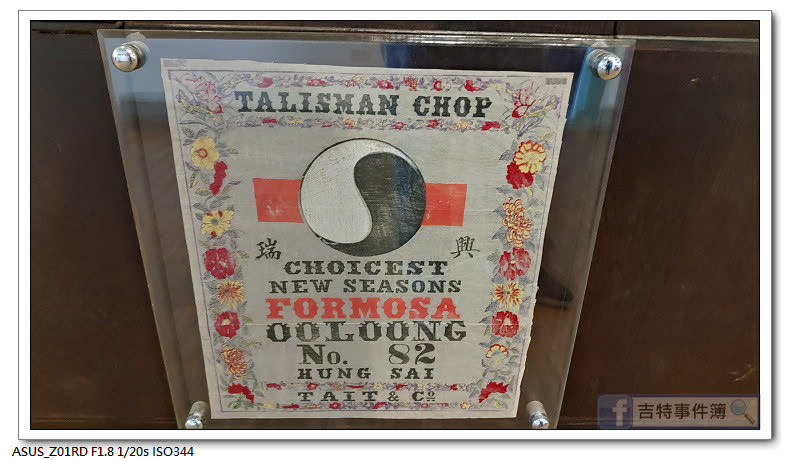 TALISMAN CHOP
瑞 興
CHOICEST
NEW SEASONS
FORMOSA
OOLOONG
No. 82
HUNG SAI
TAIT & Co.
f 吉特事件簿
ASUS_Z01RD F1.8 1/20s ISO344